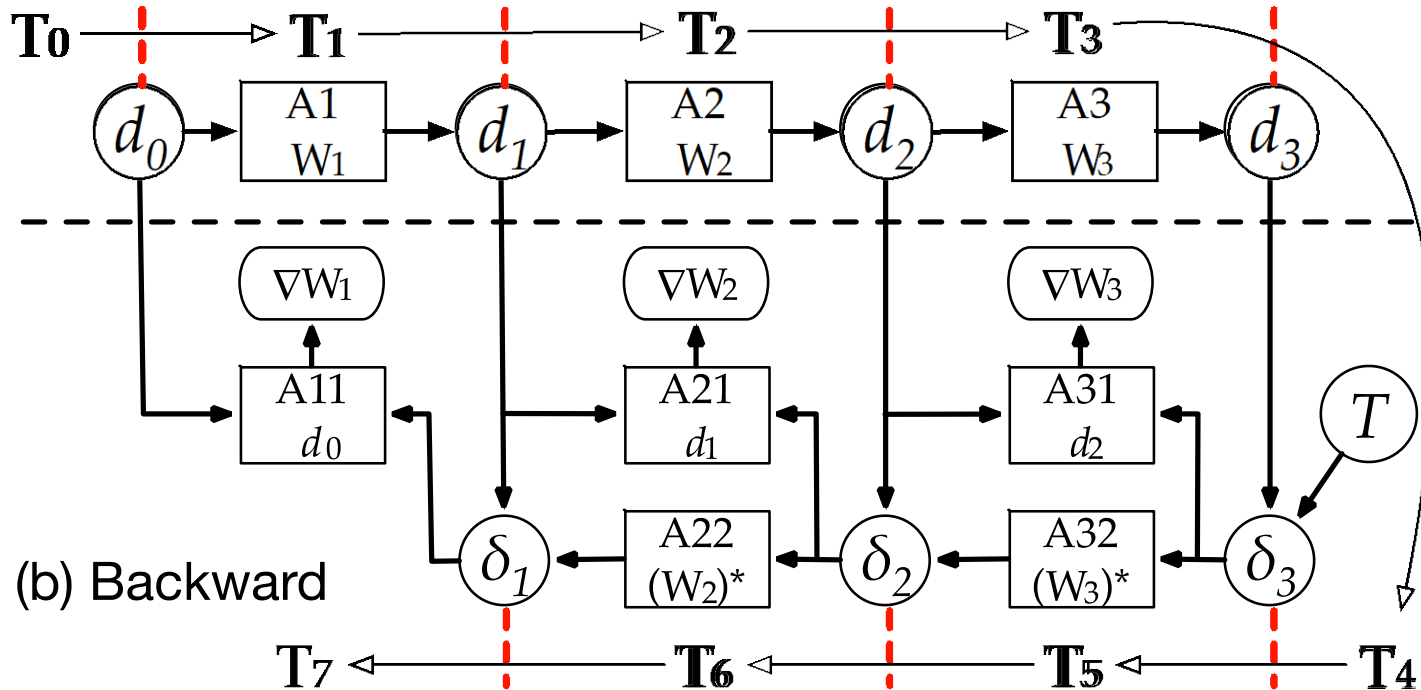 T0 T1 T2 T3
d0 A1 d1 A2 d2 A3 d3
W1 W2 W3
∇W1 ∇W2 ∇W3
A11 A21 A31 T
d0 d1 d2
δ1 A22 δ2 A32 δ3
(b) Backward (W2)* (W3)*
T7 T6 T5 T4